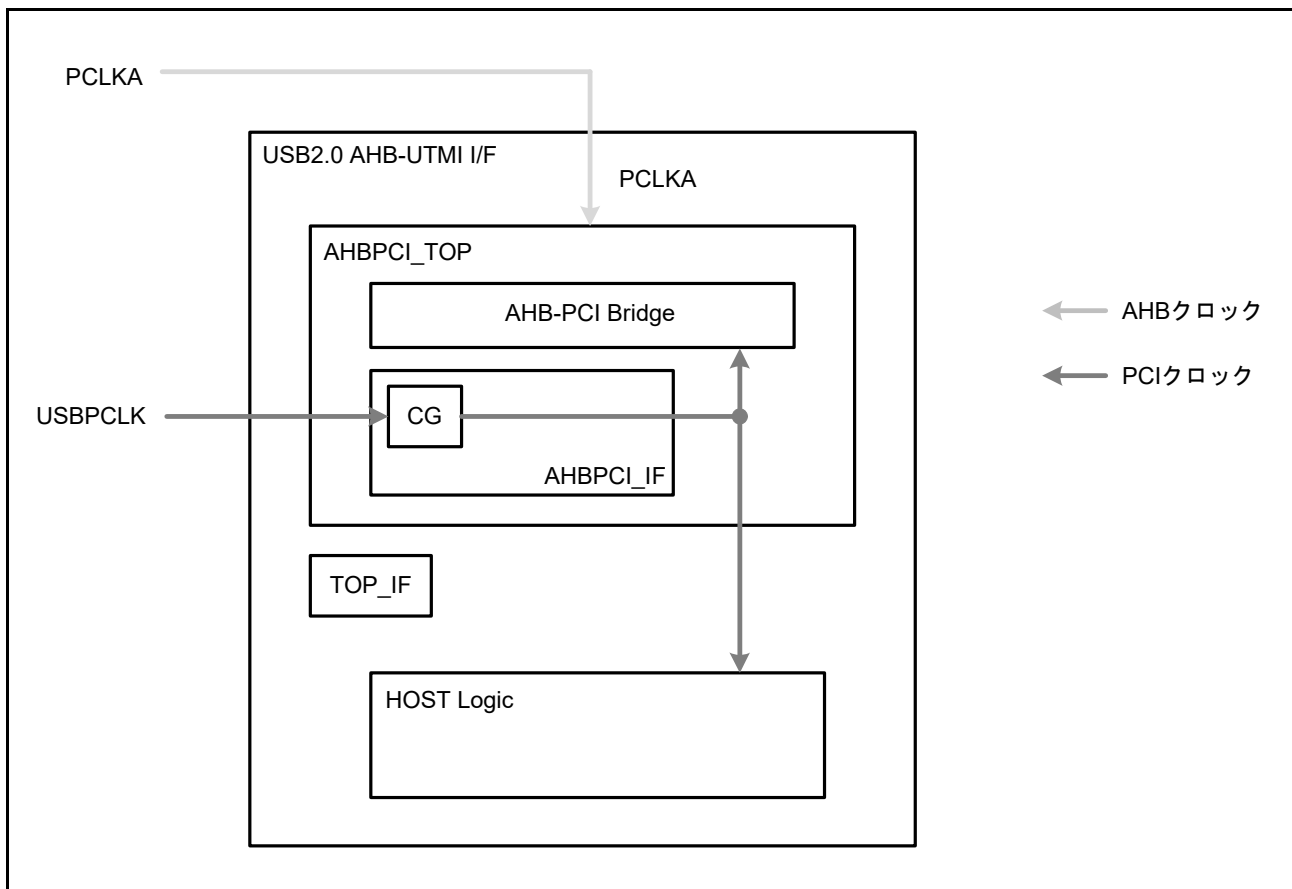 PCLKA
USB2.0 AHB-UTMI I/F
PCLKA
AHBPCI_TOP
AHB-PCI Bridge
AHBクロック
PCIクロック
USBPCLK
CG
AHBPCI_IF
TOP_IF
HOST Logic